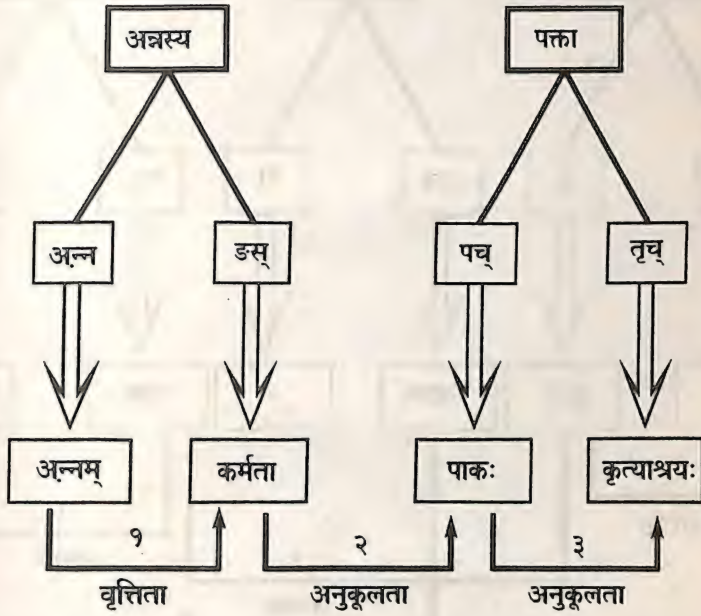 अन्नस्य पक्ता
अन्न ङस् पच् तृच्
अन्नम् कर्मता पाकः कृत्याश्रयः
१ २ ३
वृत्तिता अनुकूलता अनुकूलता